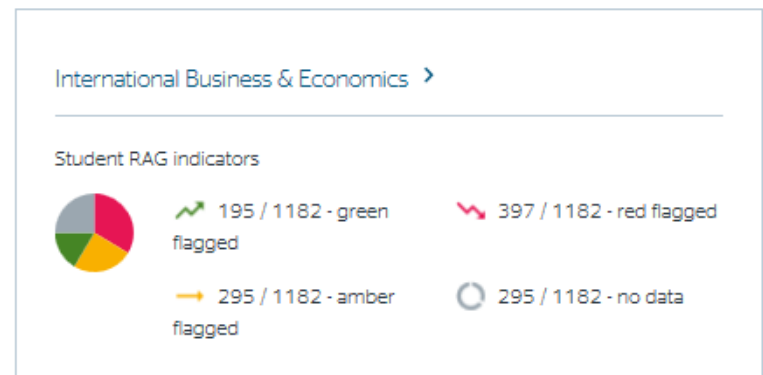 International Business & Economics >
Student RAG indicators
195 / 1182 - green
flagged
397 / 1182 - red flagged
295 / 1182 - amber
flagged
295 / 1182 - no data